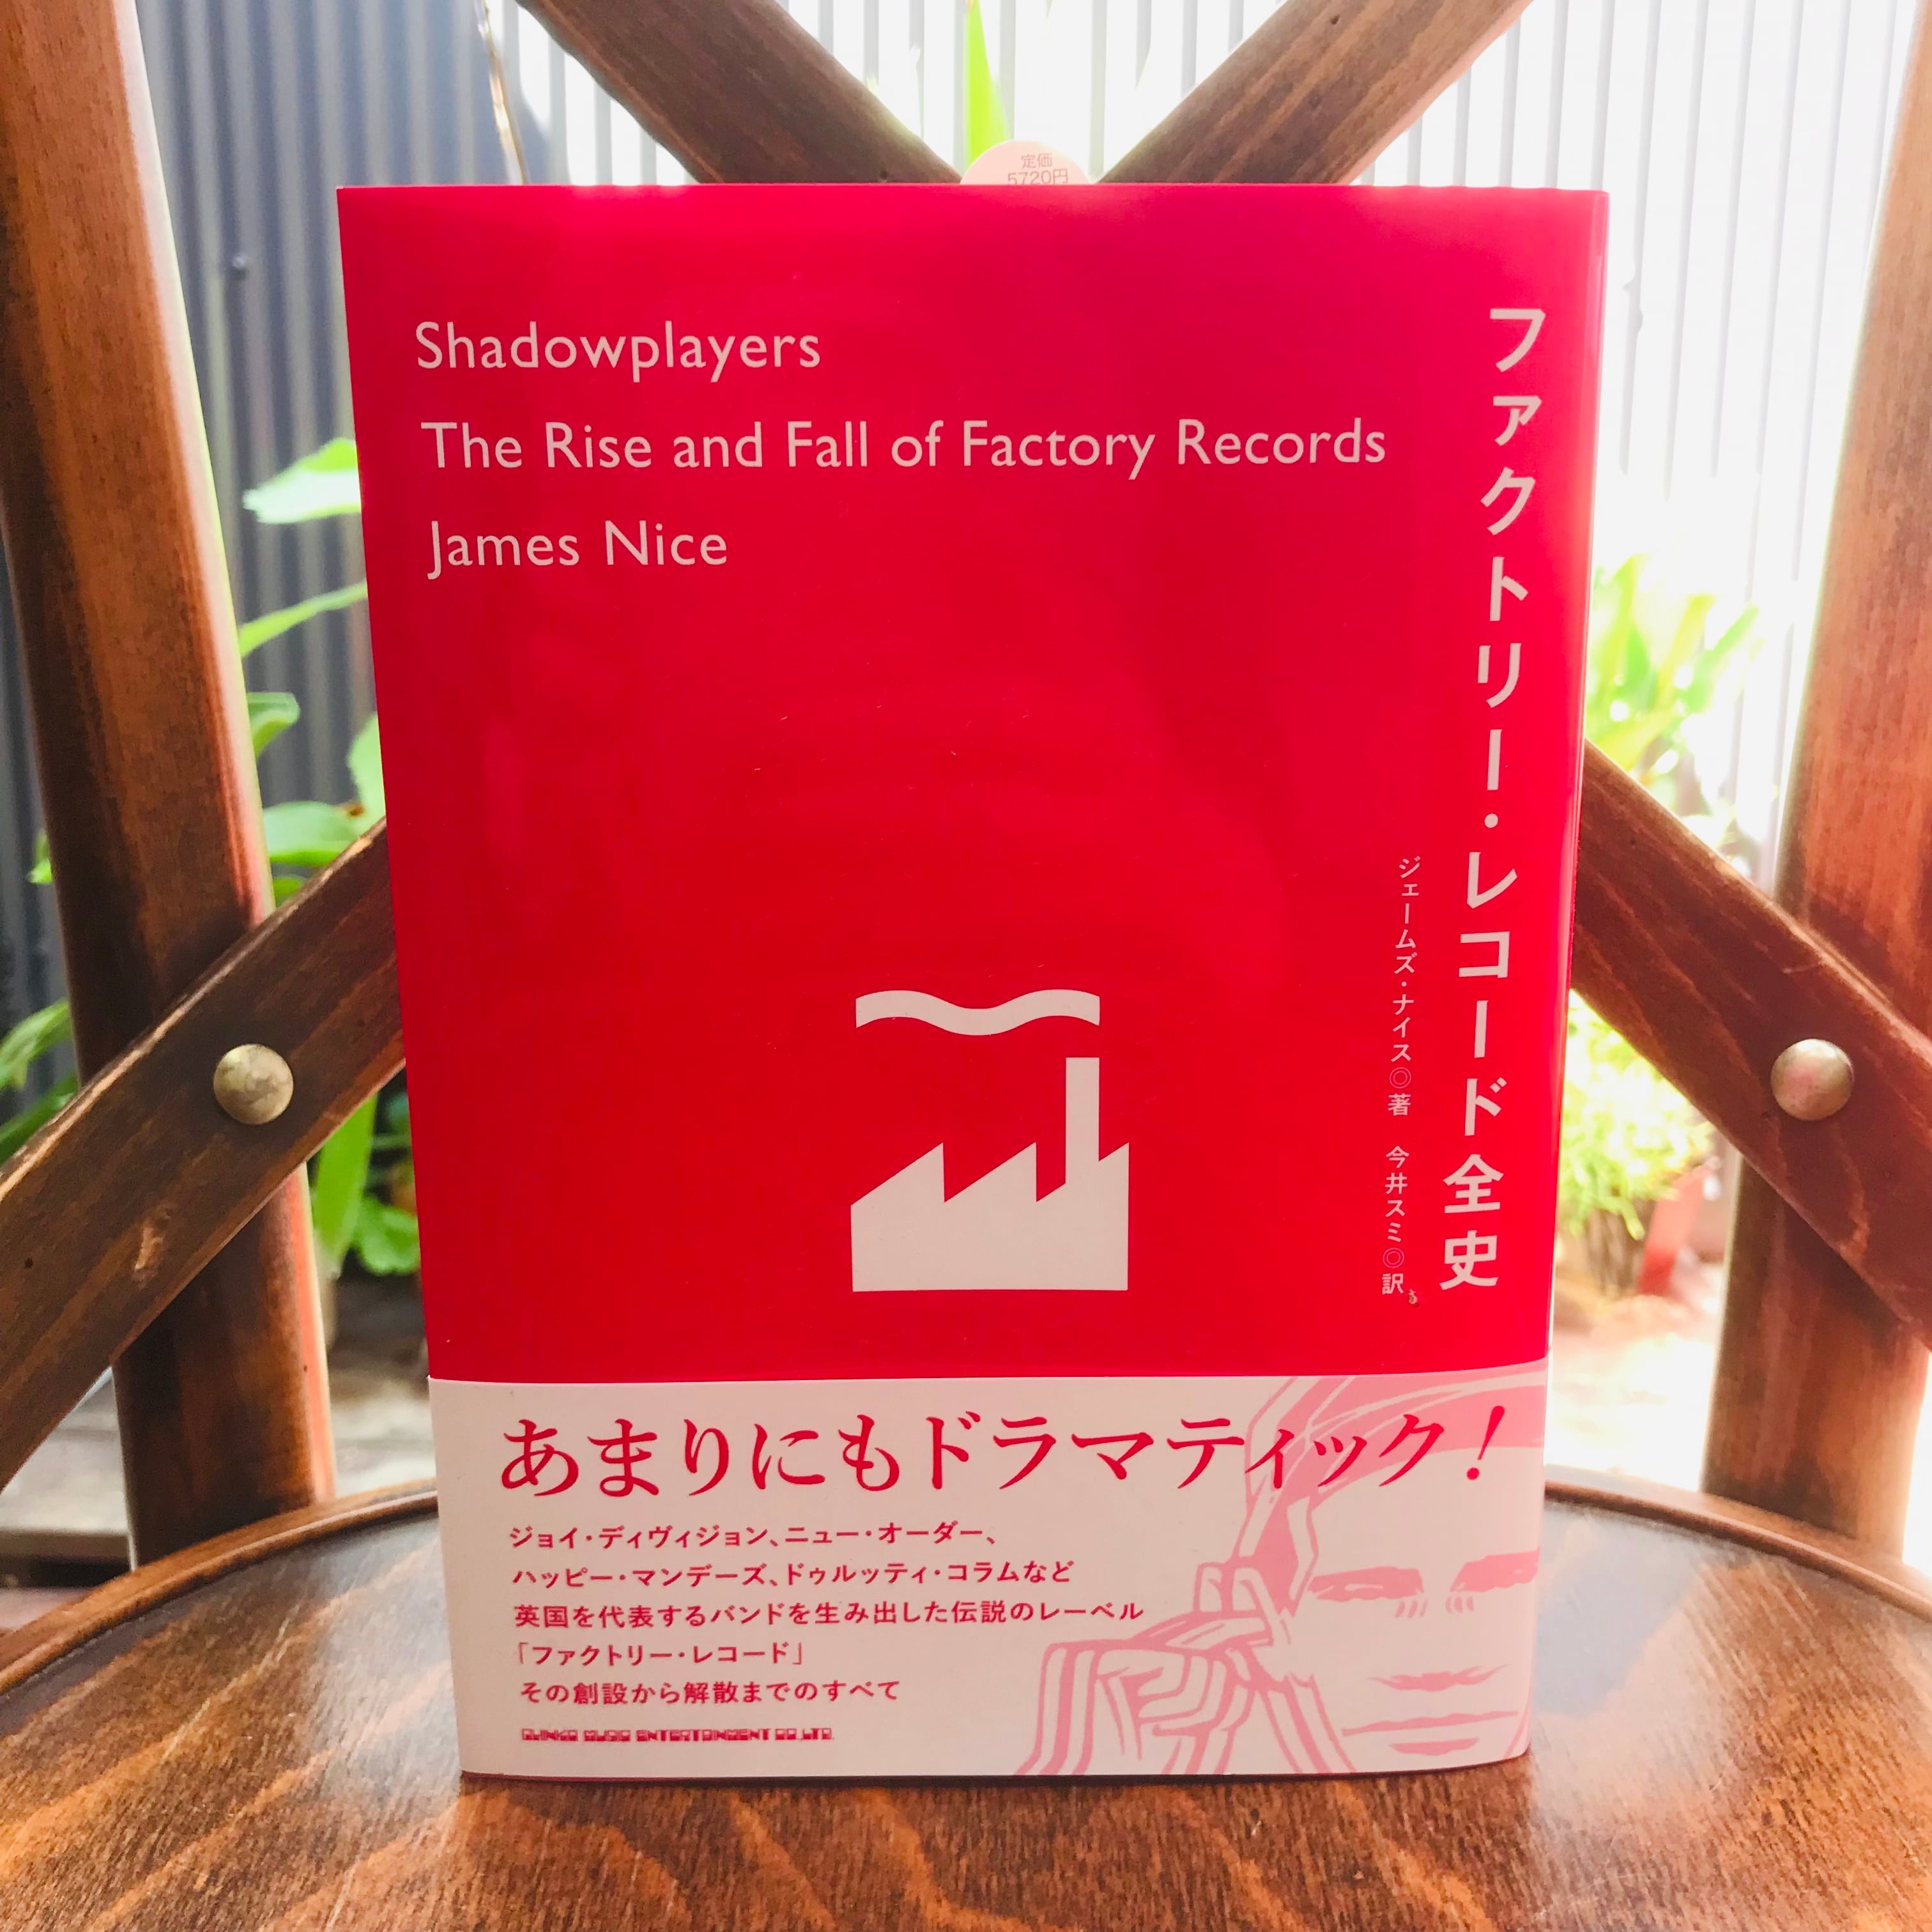 定価
5720円
Shadowplayers
The Rise and Fall of Factory Records
James Nice
ファクトリー・レコード全史
ジェームズ・ナイス◎著 今井スミ◎訳
あまりにもドラマティック!
ジョイ・ディヴィジョン、ニュー・オーダー、
ハッピー・マンデーズ、ドゥルッティ・コラムなど
英国を代表するバンドを生み出した伝説のレーベル
「ファクトリー・レコード」
その創設から解散までのすべて
SHINKO MUSIC ENTERTAINMENT CO.,LTD.